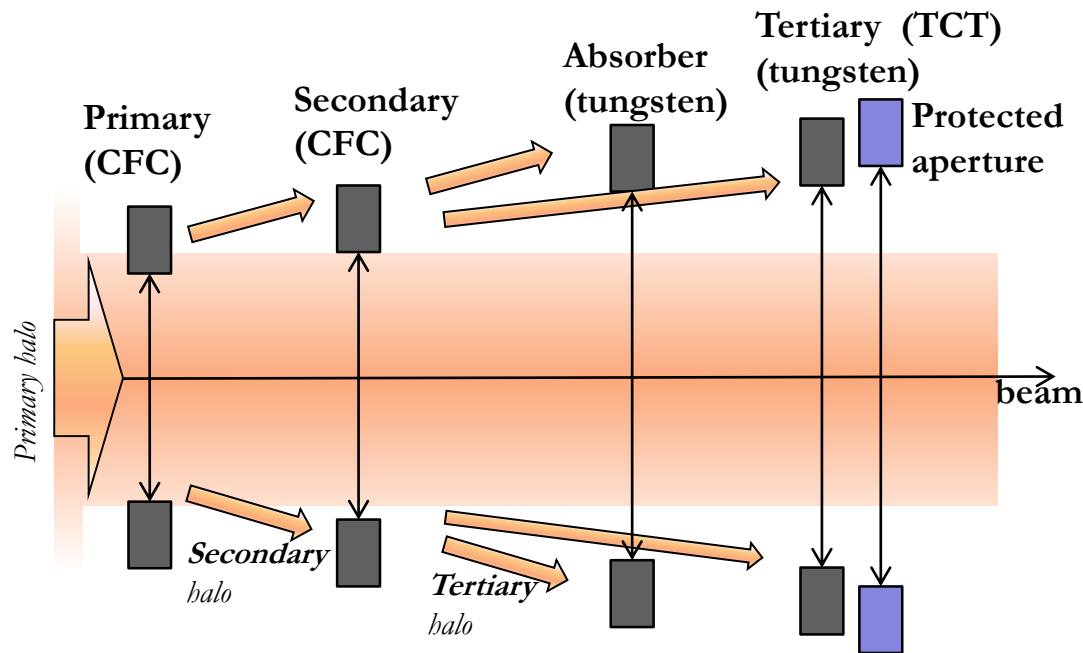 Primary
(CFC)
Secondary
(CFC)
Absorber
(tungsten)
Tertiary (TCT)
(tungsten)
Protected
aperture
Primary halo
beam
Secondary
halo
Tertiary
halo